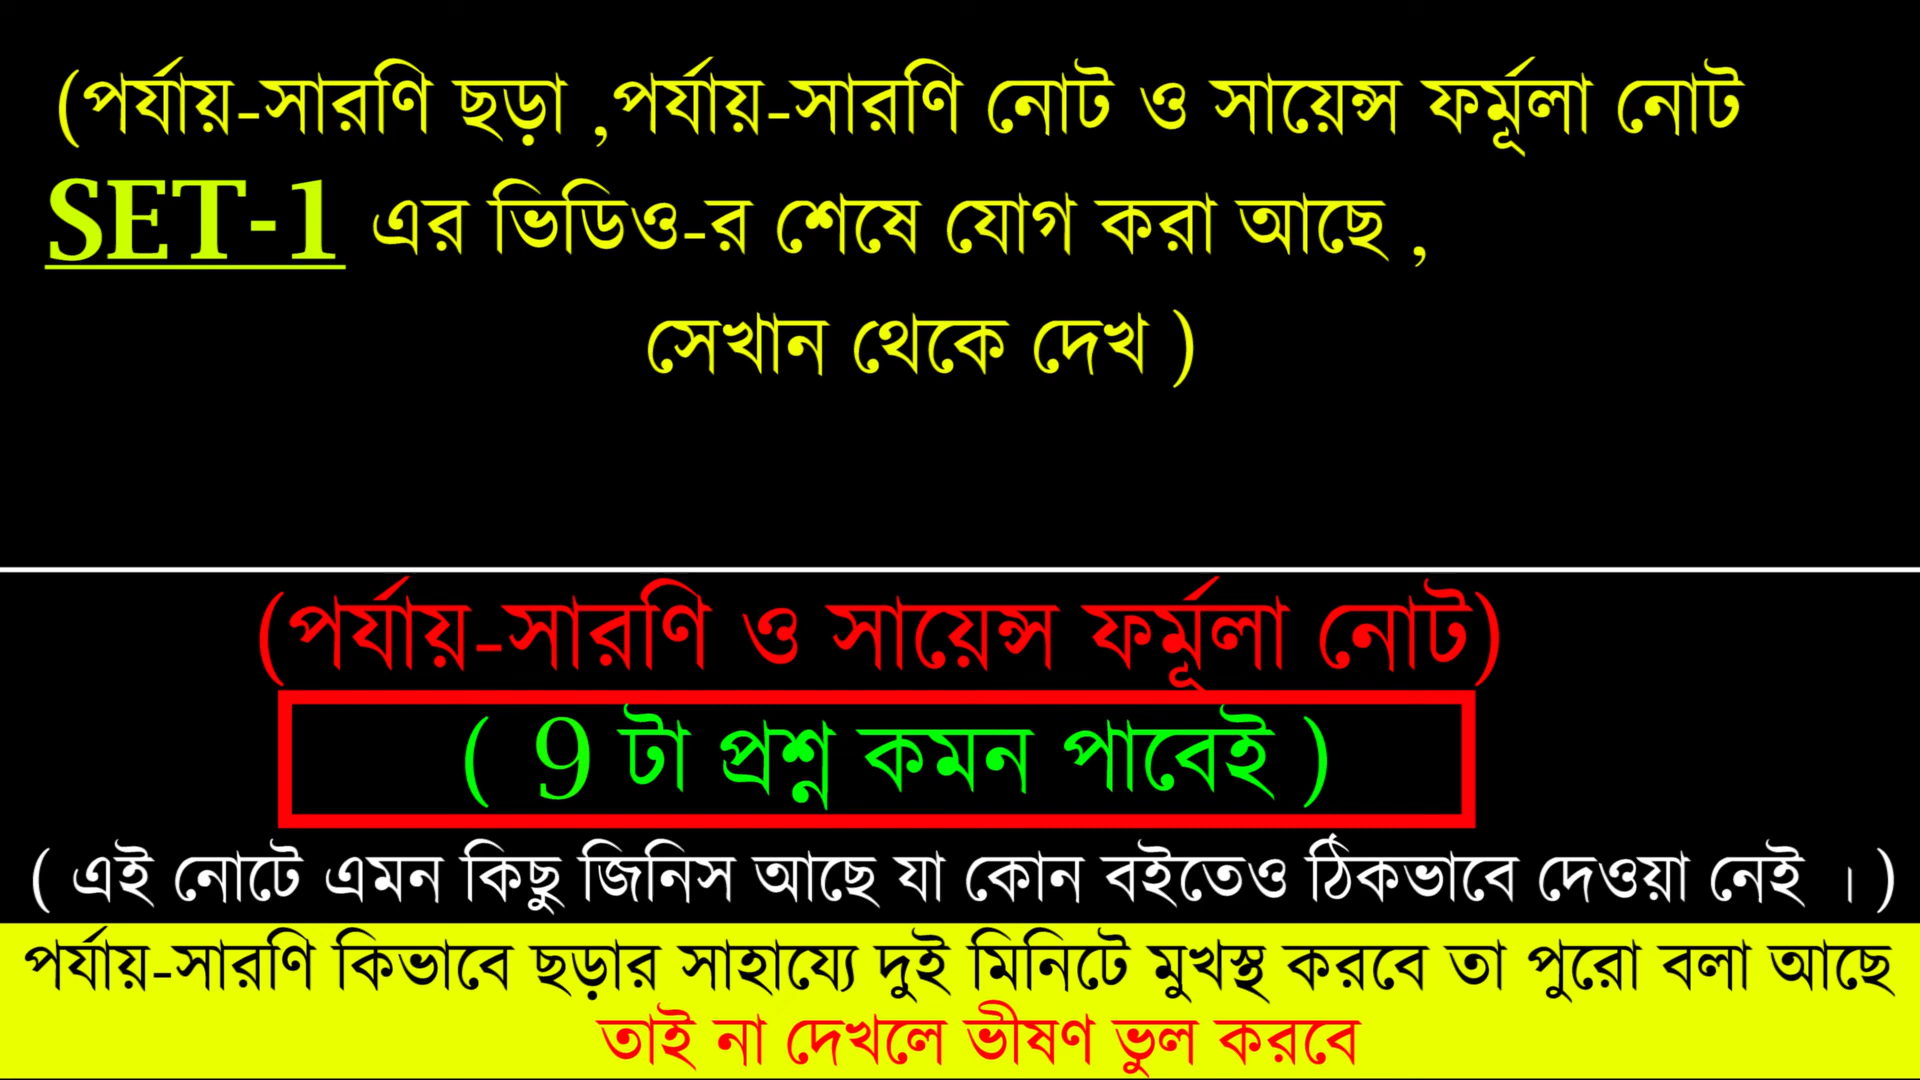 (পর্যায়-সারণি ছড়া ,পর্যায়-সারণি নোট ও সায়েন্স ফর্মূলা নোট
SET-1 এর ভিডিও-র শেষে যোগ করা আছে ,
সেখান থেকে দেখ )
(পর্যায়-সারণি ও সায়েন্স ফর্মূলা নোট)
( 9 টা প্রশ্ন কমন পাবেই )
( এই নোটে এমন কিছু জিনিস আছে যা কোন বইতেও ঠিকভাবে দেওয়া নেই । )
পর্যায়-সারণি কিভাবে ছড়ার সাহায্যে দুই মিনিটে মুখস্থ করবে তা পুরো বলা আছে
তাই না দেখলে ভীষণ ভুল করবে